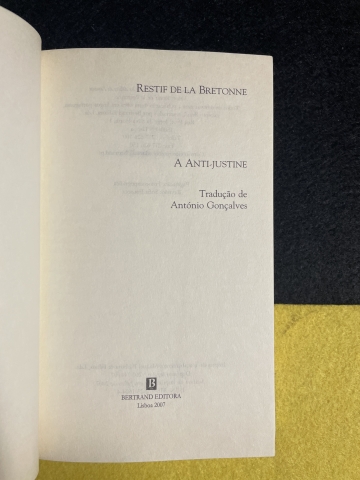 RESTIF DE LA BRETONNE
A ANTI-JUSTINE
Tradução de
António Gonçalves
B
BERTRAND EDITORA
Lisboa 2007